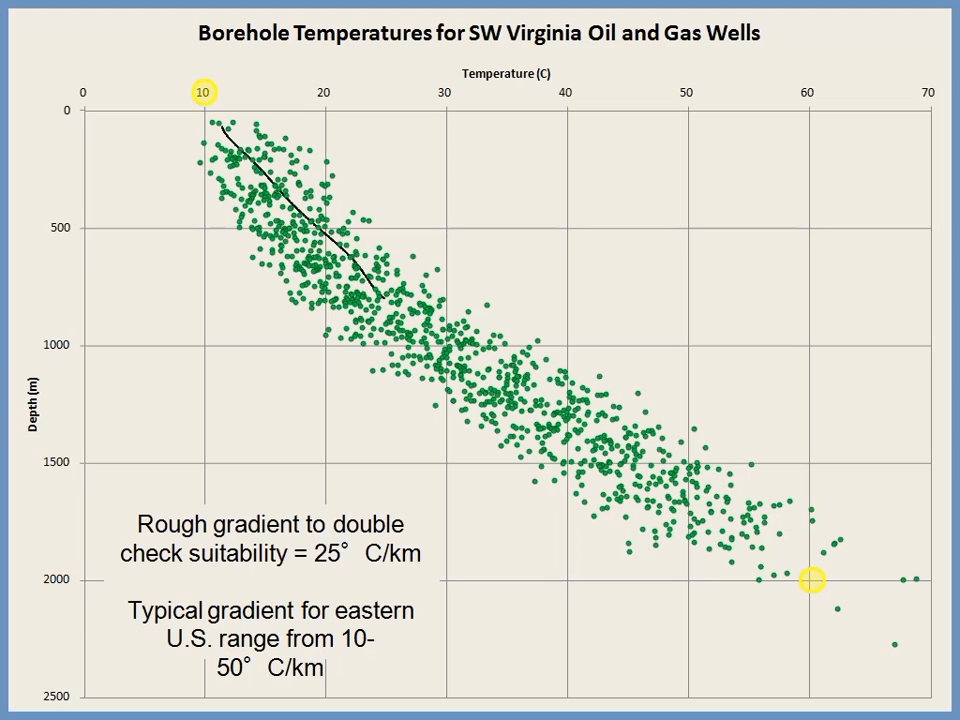 Borehole Temperatures for SW Virginia Oil and Gas Wells
Temperature (C)
0 10 20 30 40 50 60 70
0
500
1000
Depth (m)
1500
Rough gradient to double
check suitability = 25° C/km
2000
Typical gradient for eastern
U.S. range from 10-
50° C/km
2500